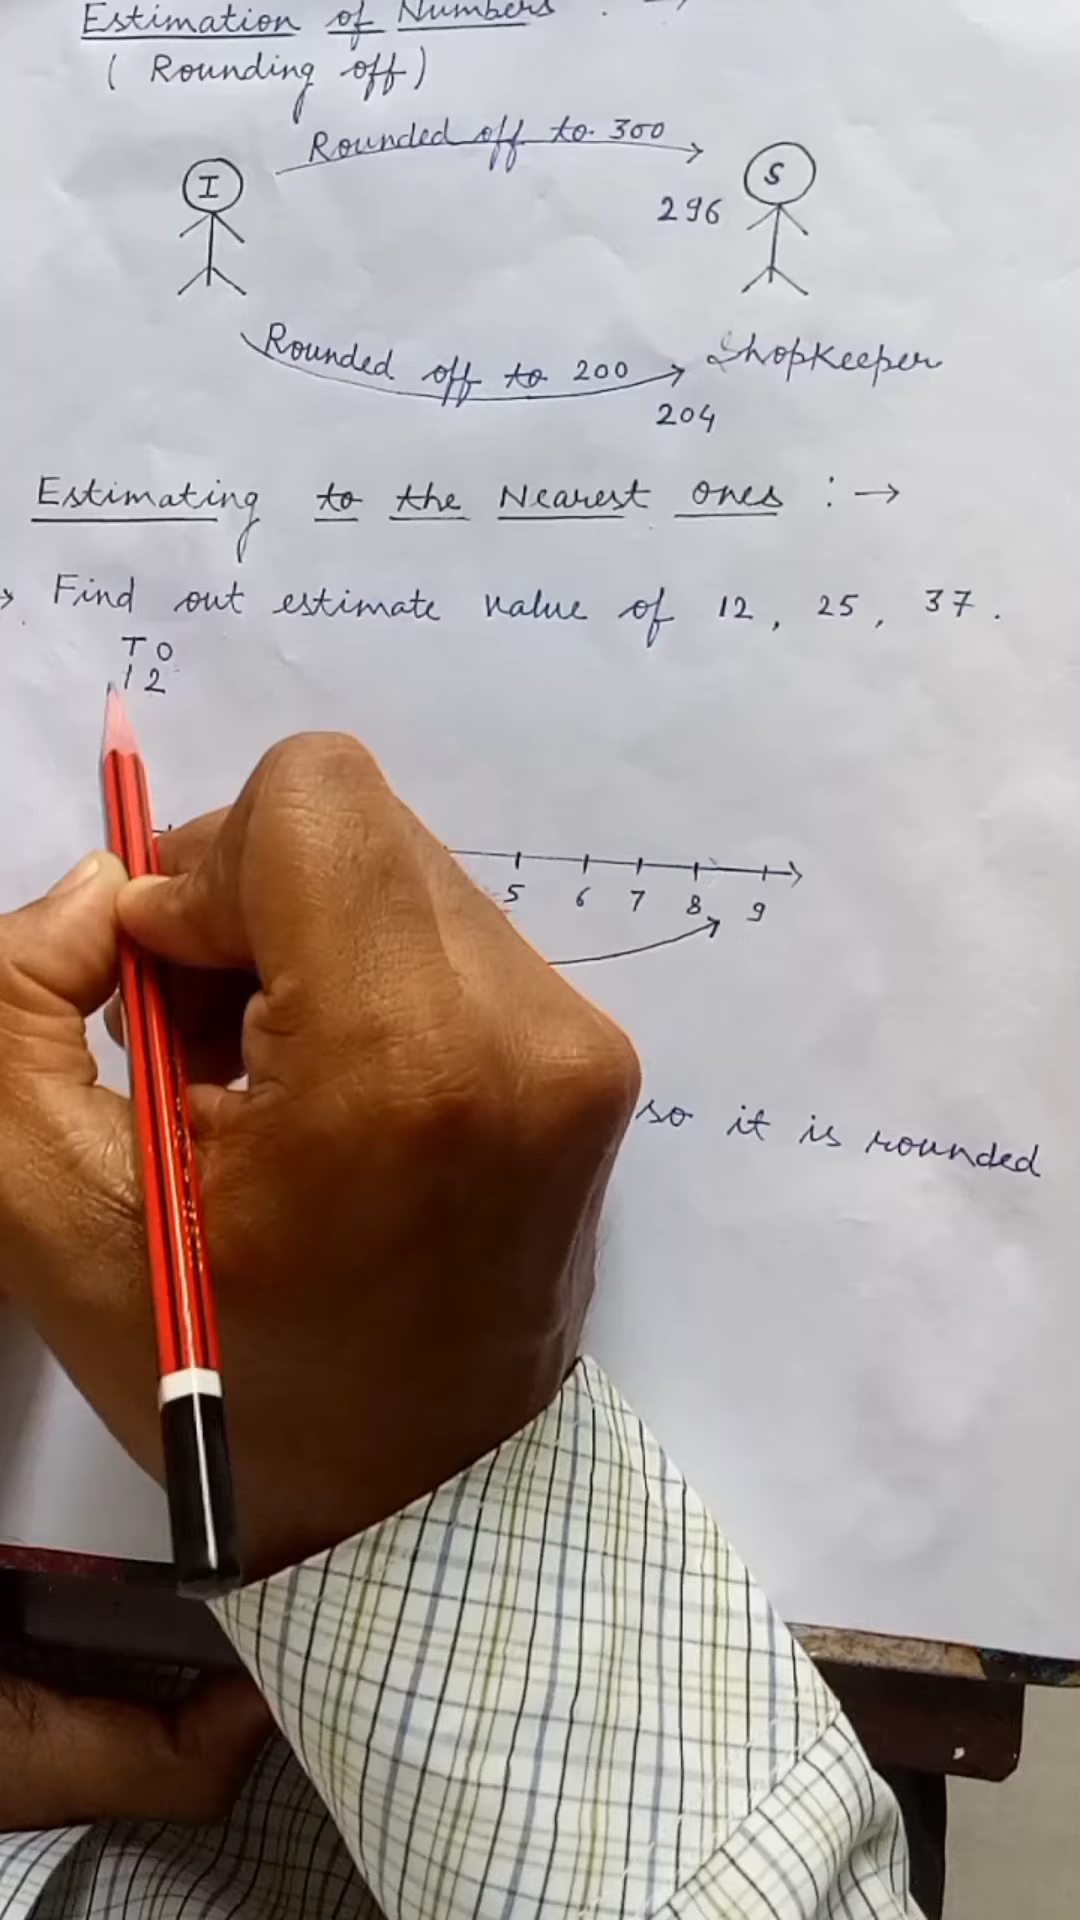 Estimation of Numbers : →
( Rounding off )
Rounded off to 300
I
S
296
Rounded off to 200
Shopkeeper
204
Estimating to the Nearest ones : →
→ Find out estimate value of 12, 25, 37.
T O
1 2
5 6 7 8 9
so it is rounded